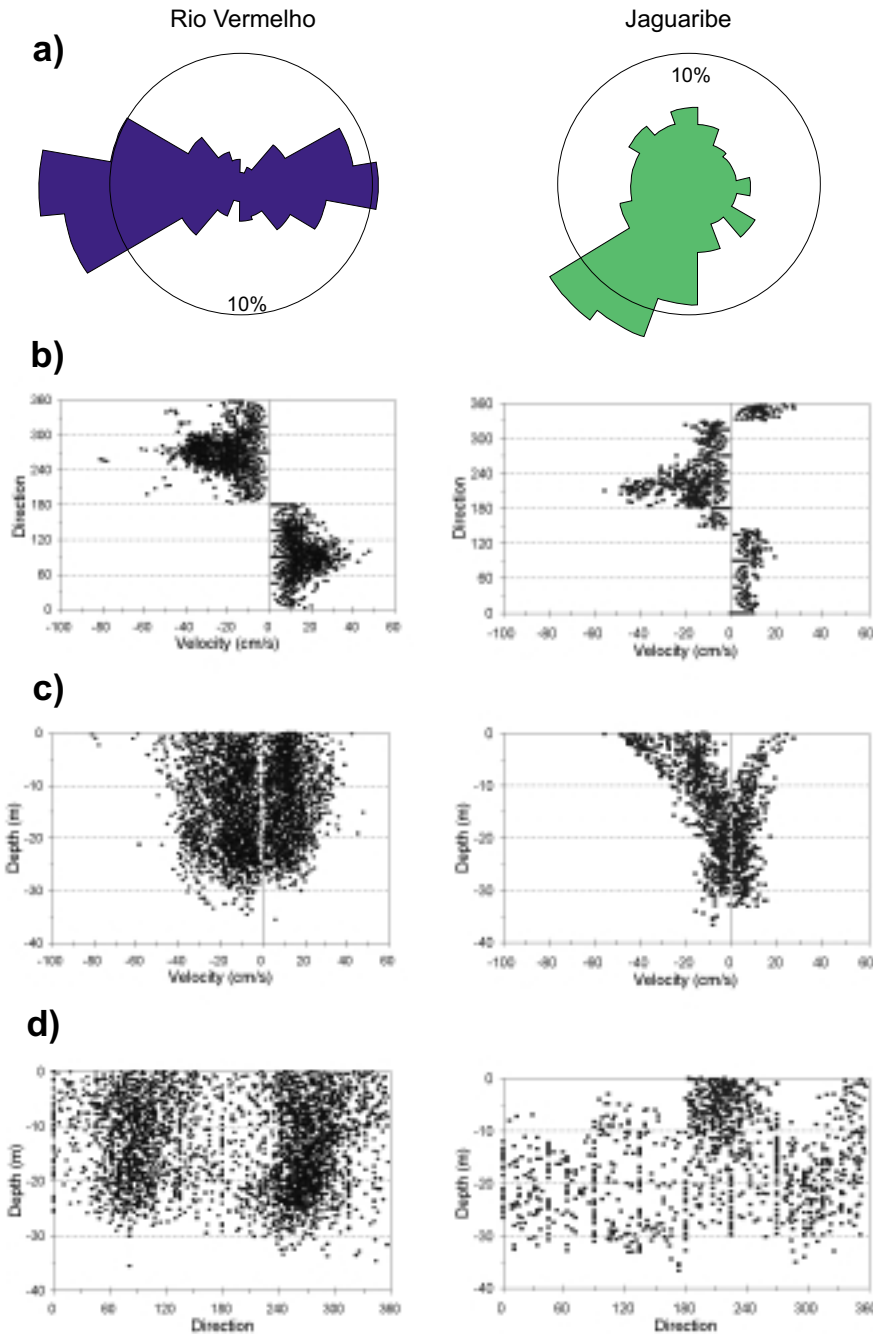 Rio Vermelho Jaguaribe
a)
10%
10%
b)
360 300 240 180 120 60 0
Direction
-100 -80 -60 -40 -20 0 20 40 60
Velocity (cm/s)
360 300 240 180 120 60 0
Direction
-100 -80 -60 -40 -20 0 20 40 60
Velocity (cm/s)
c)
0 -10 -20 -30 -40
Depth (m)
-100 -80 -60 -40 -20 0 20 40 60
Velocity (cm/s)
0 -10 -20 -30 -40
Depth (m)
-100 -80 -60 -40 -20 0 20 40 60
Velocity (cm/s)
d)
0 -10 -20 -30 -40
Depth (m)
0 60 120 180 240 300 360
Direction
0 -10 -20 -30 -40
Depth (m)
0 60 120 180 240 300 360
Direction